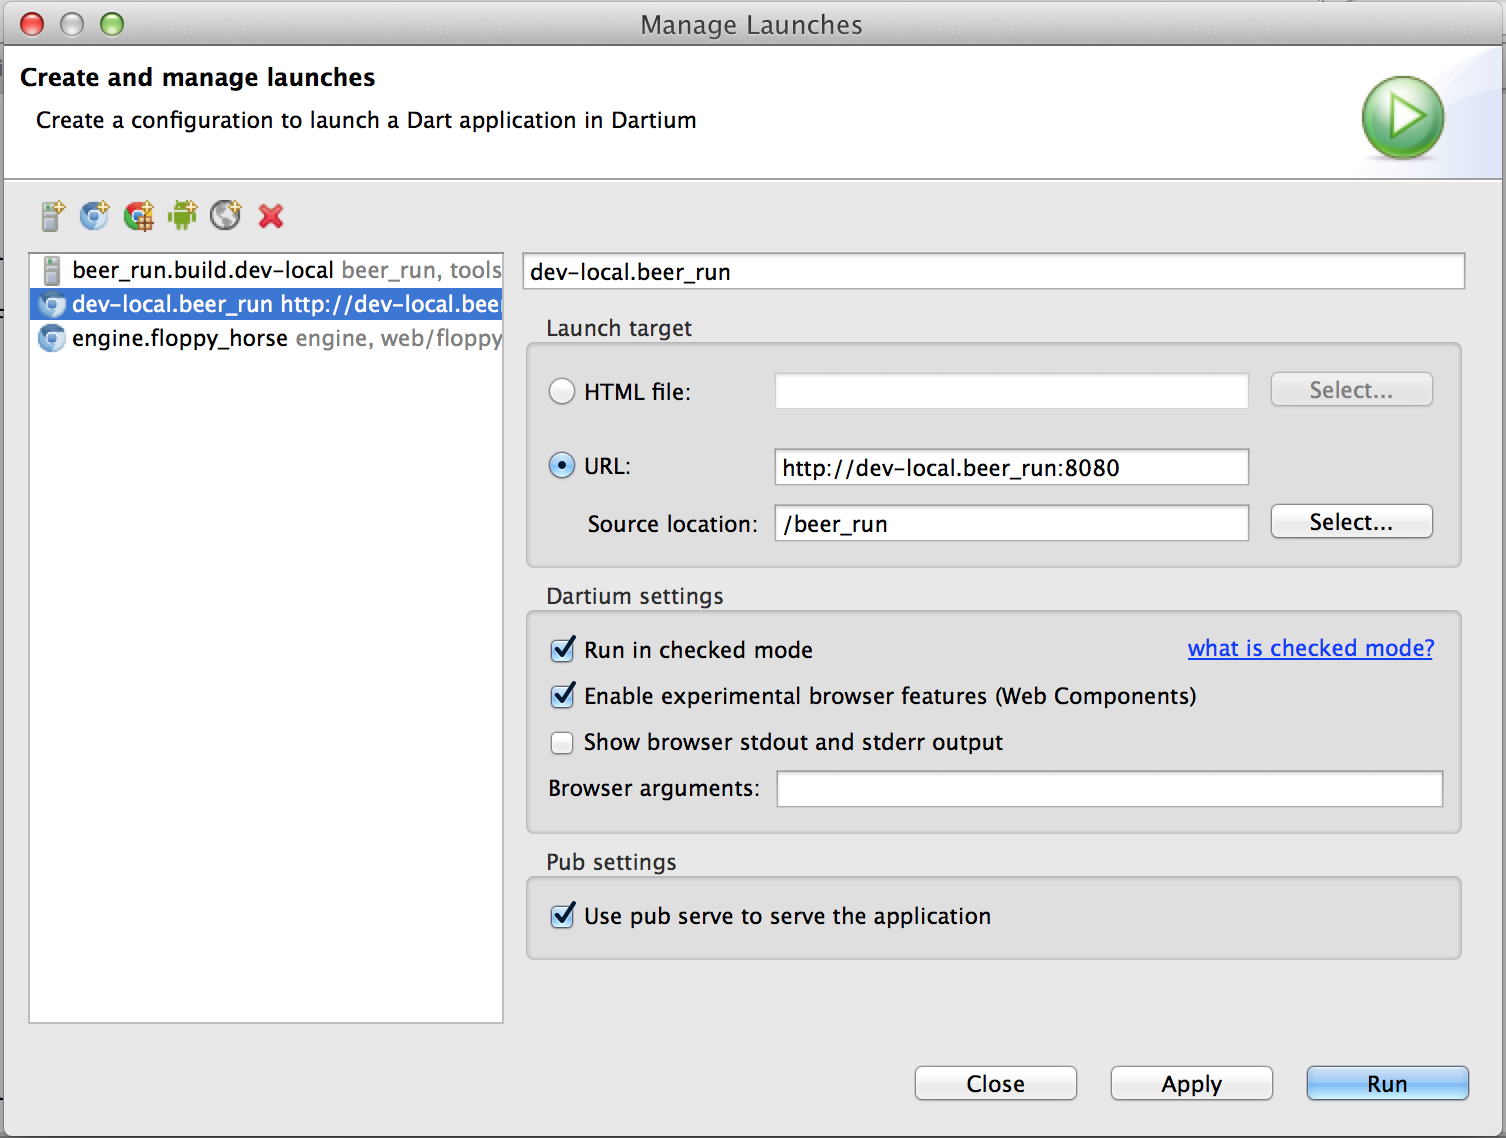 Manage Launches
Create and manage launches
Create a configuration to launch a Dart application in Dartium
beer_run.build.dev-local beer_run, tools
dev-local.beer_run http://dev-local.beer
engine.floppy_horse engine, web/floppy
dev-local.beer_run
Launch target
HTML file:
Select...
URL:
http://dev-local.beer_run:8080
Source location:
/beer_run
Select...
Dartium settings
Run in checked mode
what is checked mode?
Enable experimental browser features (Web Components)
Show browser stdout and stderr output
Browser arguments:
Pub settings
Use pub serve to serve the application
Close
Apply
Run